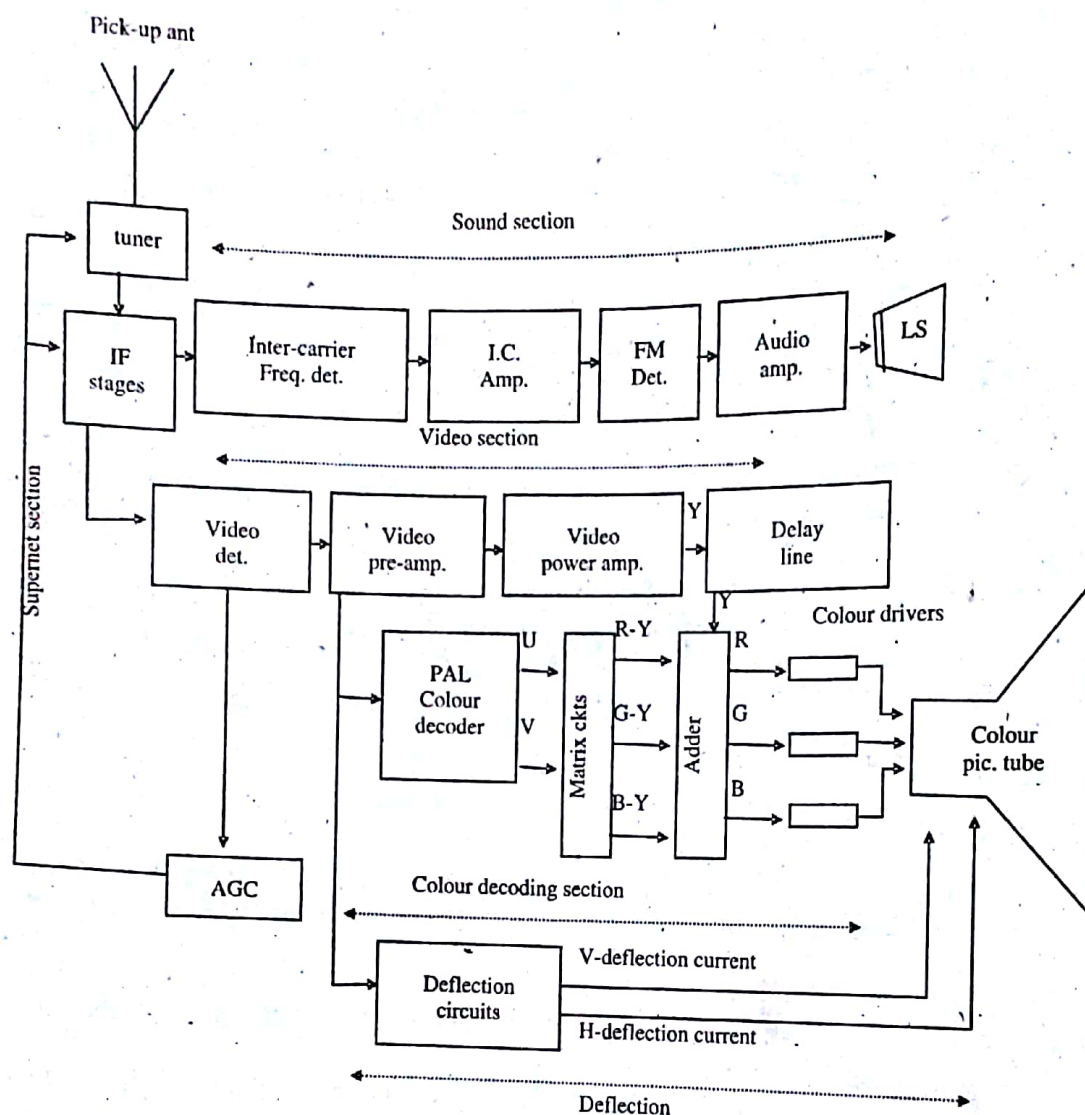 Pick-up ant
tuner
Sound section
IF
stages
Inter-carrier
Freq. det.
I.C.
Amp.
FM
Det.
Audio
amp.
LS
Video section
Supernet section
Video
det.
Video
pre-amp.
Video
power amp.
Y
Delay
line
Y
Colour drivers
PAL
Colour
decoder
U
V
Matrix ckts
R-Y
G-Y
B-Y
Adder
R
G
B
Colour
pic. tube
AGC
Colour decoding section
Deflection
circuits
V-deflection current
H-deflection current
Deflection